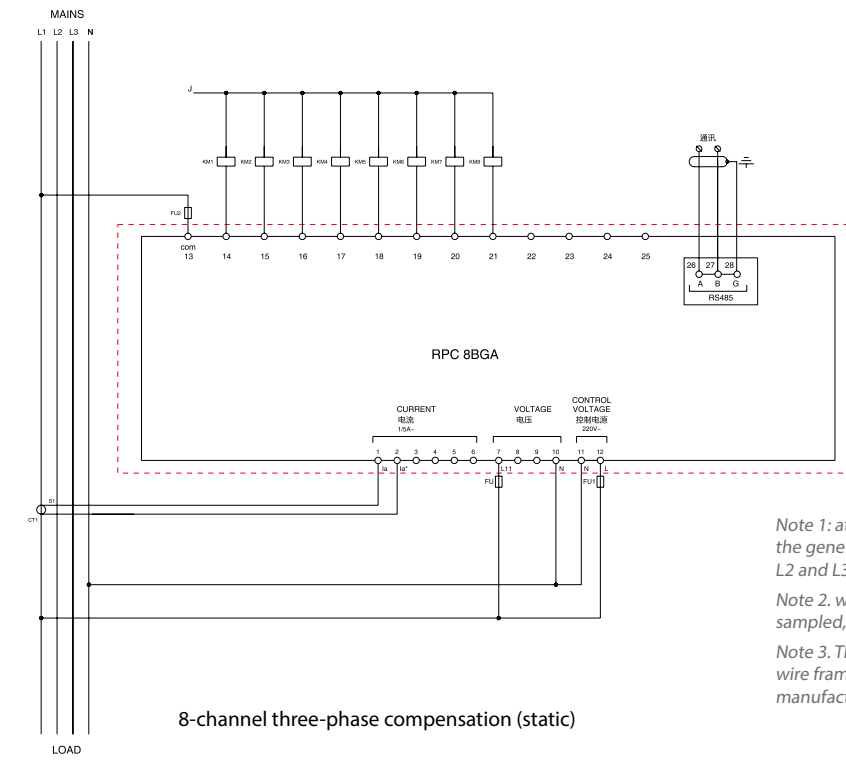 MAINS
L1 L2 L3 N
J
KM1 KM2 KM3 KM4 KM5 KM6 KM7 KM8
通讯
FU2
com
13 14 15 16 17 18 19 20 21 22 23 24 25
26 27 28
A B G
RS485
RPC 8BGA
CURRENT
电流
1/5A~
VOLTAGE
电压
CONTROL
VOLTAGE
控制电源
220V~
1 2 3 4 5 6 7 8 9 10 11 12
Ia Ia* L11 N N L
FU FU1
S1
CT1
Note 1: at
the gene
L2 and L3
Note 2. w
sampled,
Note 3. Th
wire fram
manufact
8-channel three-phase compensation (static)
LOAD